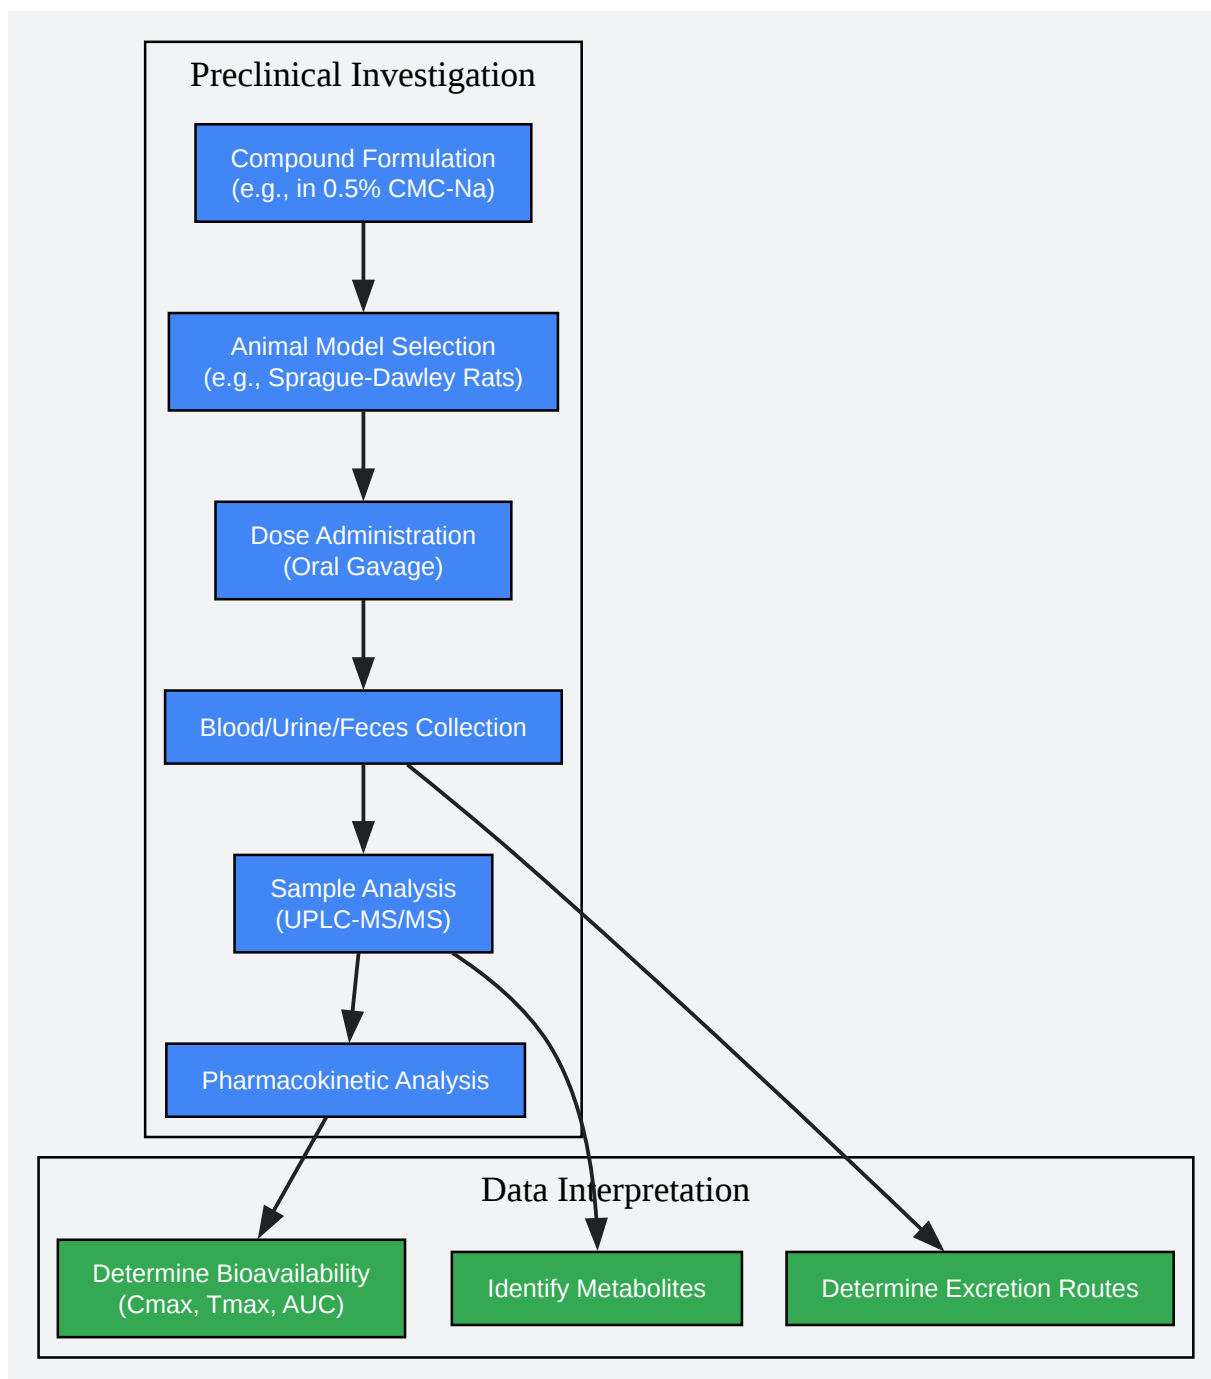 Preclinical Investigation
Compound Formulation
(e.g., in 0.5% CMC-Na)
Animal Model Selection
(e.g., Sprague-Dawley Rats)
Dose Administration
(Oral Gavage)
Blood/Urine/Feces Collection
Sample Analysis
(UPLC-MS/MS)
Pharmacokinetic Analysis
Data Interpretation
Determine Bioavailability
(Cmax, Tmax, AUC)
Identify Metabolites
Determine Excretion Routes